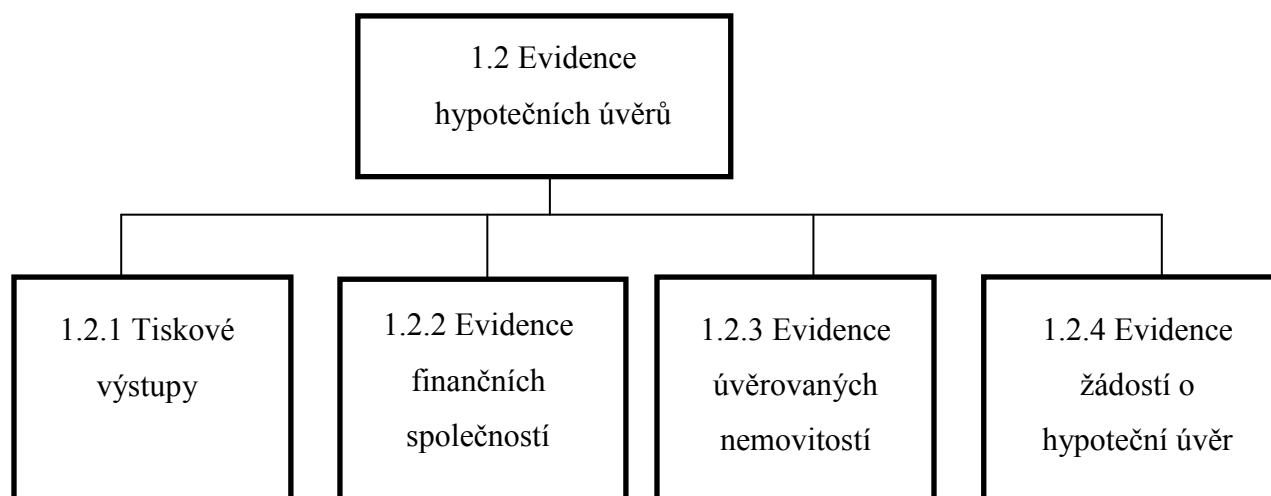 1.2 Evidence
hypotečních úvěrů
1.2.1 Tiskové
výstupy
1.2.2 Evidence
finančních
společností
1.2.3 Evidence
úvěrovaných
nemovitostí
1.2.4 Evidence
žádostí o
hypoteční úvěr